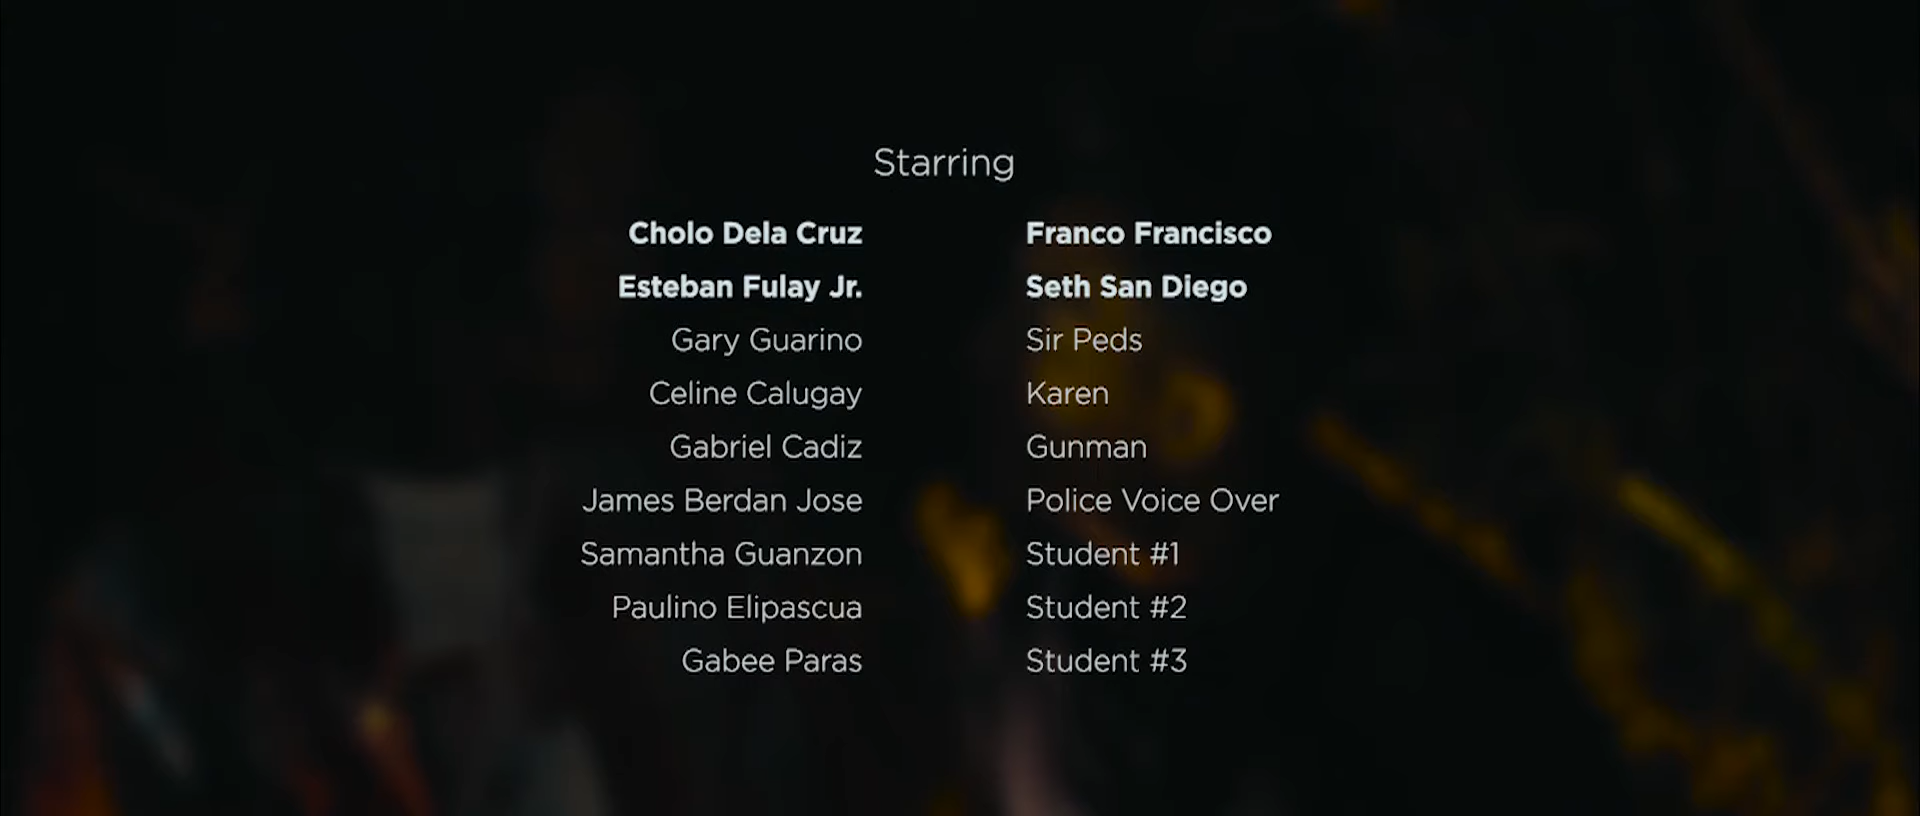 Starring
Cholo Dela Cruz Franco Francisco
Esteban Fulay Jr. Seth San Diego
Gary Guarino Sir Peds
Celine Calugay Karen
Gabriel Cadiz Gunman
James Berdan Jose Police Voice Over
Samantha Guanzon Student #1
Paulino Elipascua Student #2
Gabee Paras Student #3